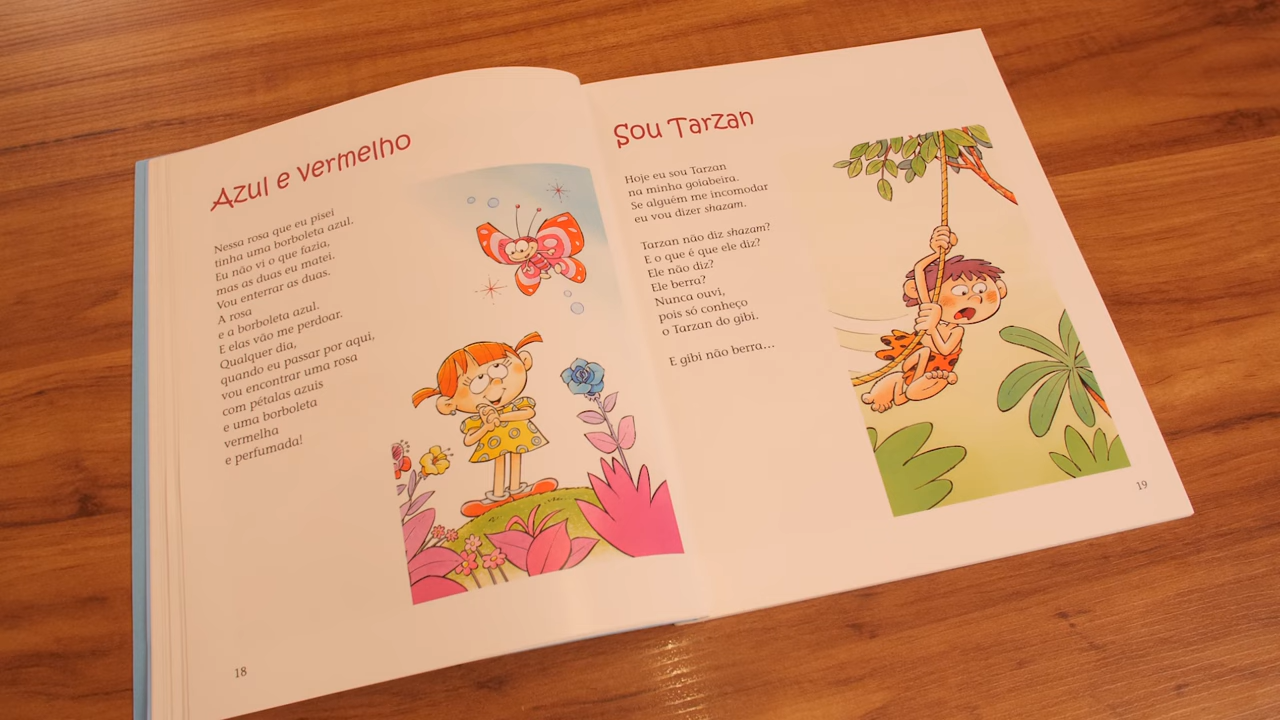 Azul e vermelho
Nessa rosa que eu pisei
tinha uma borboleta azul.
Eu não vi o que fazia,
mas as duas eu matei.
Vou enterrar as duas.
A rosa
e a borboleta azul.
E elas vão me perdoar.
Qualquer dia,
quando eu passar por aqui,
vou encontrar uma rosa
com pétalas azuis
e uma borboleta
vermelha
e perfumada!
18
Sou Tarzan
Hoje eu sou Tarzan
na minha goiabeira.
Se alguém me incomodar
eu vou dizer shazam.
Tarzan não diz shazam?
E o que é que ele diz?
Ele não diz?
Ele berra?
Nunca ouvi,
pois só conheço
o Tarzan do gibi.
E gibi não berra...
19